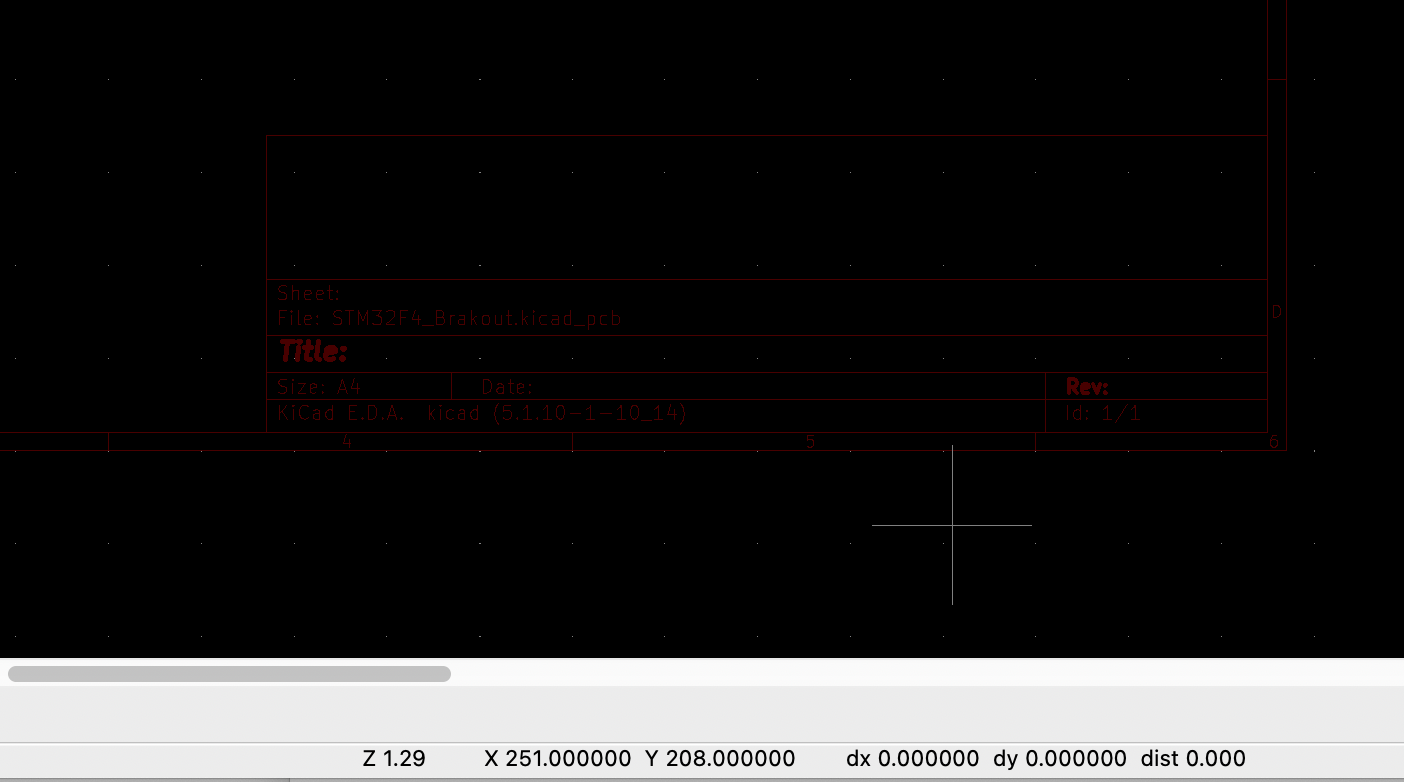 Sheet:
File: STM32F4_Brakout.kicad_pcb
D
Title:
Size: A4 Date: Rev:
KiCad E.D.A. kicad (5.1.10-1-10_14) Id: 1/1
4 5 6
Z 1.29 X 251.000000 Y 208.000000 dx 0.000000 dy 0.000000 dist 0.000